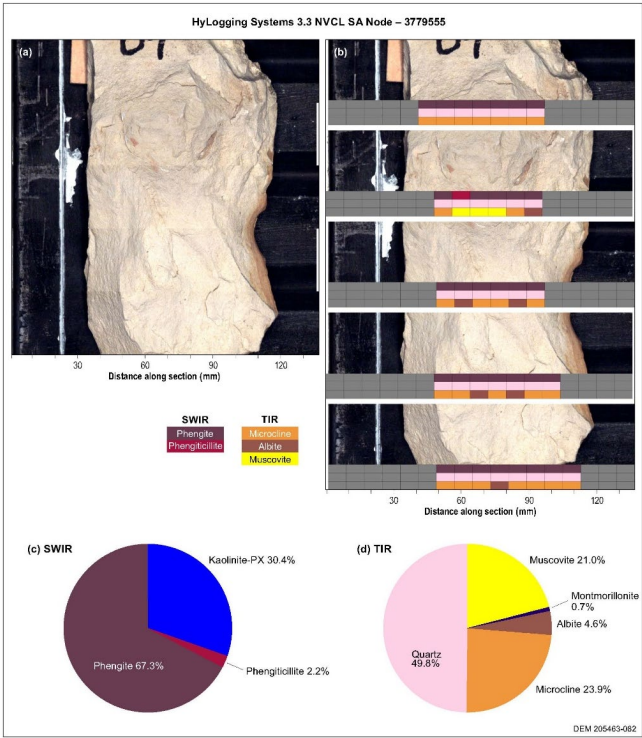 HyLogging Systems 3.3 NVCL SA Node – 3779555
(a)
(b)
30 60 90 120
Distance along section (mm)
SWIR
Phengite
Phengiticillite
TIR
Microcline
Albite
Muscovite
30 60 90 120
Distance along section (mm)
(c) SWIR
Kaolinite-PX 30.4%
Phengite 67.3%
Phengiticillite 2.2%
(d) TIR
Muscovite 21.0%
Montmorillonite
0.7%
Albite 4.6%
Quartz
49.8%
Microcline 23.9%
DEM 205463-082